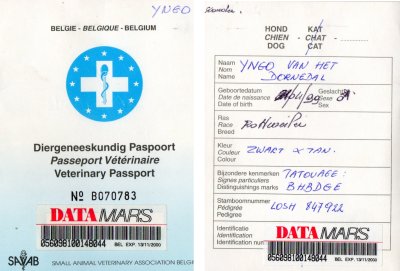 YNGO
BELGIE - BELGIQUE - BELGIUM
Diergeneeskundig Paspoort
Passeport Vétérinaire
Veterinary Passport
Nº B070783
DATAMARS
056098100148044 BEL EXP. 13/11/2000
SAVAB SMALL ANIMAL VETERINARY ASSOCIATION BELGI
HOND KAT
CHIEN - CHAT -
DOG CAT
Naam YNGO VAN HET
Nom DORNEDAL
Name
Geboortedatum Geslacht
Date de naissance Sexe
Date of birth Sex
Ras Rottweiler
Race
Breed
Kleur ZWART & TAN.
Couleur
Colour
Bijzondere kenmerken TATOUAGE:
Signes particuliers
Distinguishing marks BHBDGE
Stamboomnummer LOSH 847922
Pédigree
Pedigree
Identificatie
Identification DATAMARS
Identification num
056098100148044 BEL EXP. 13/11/2000